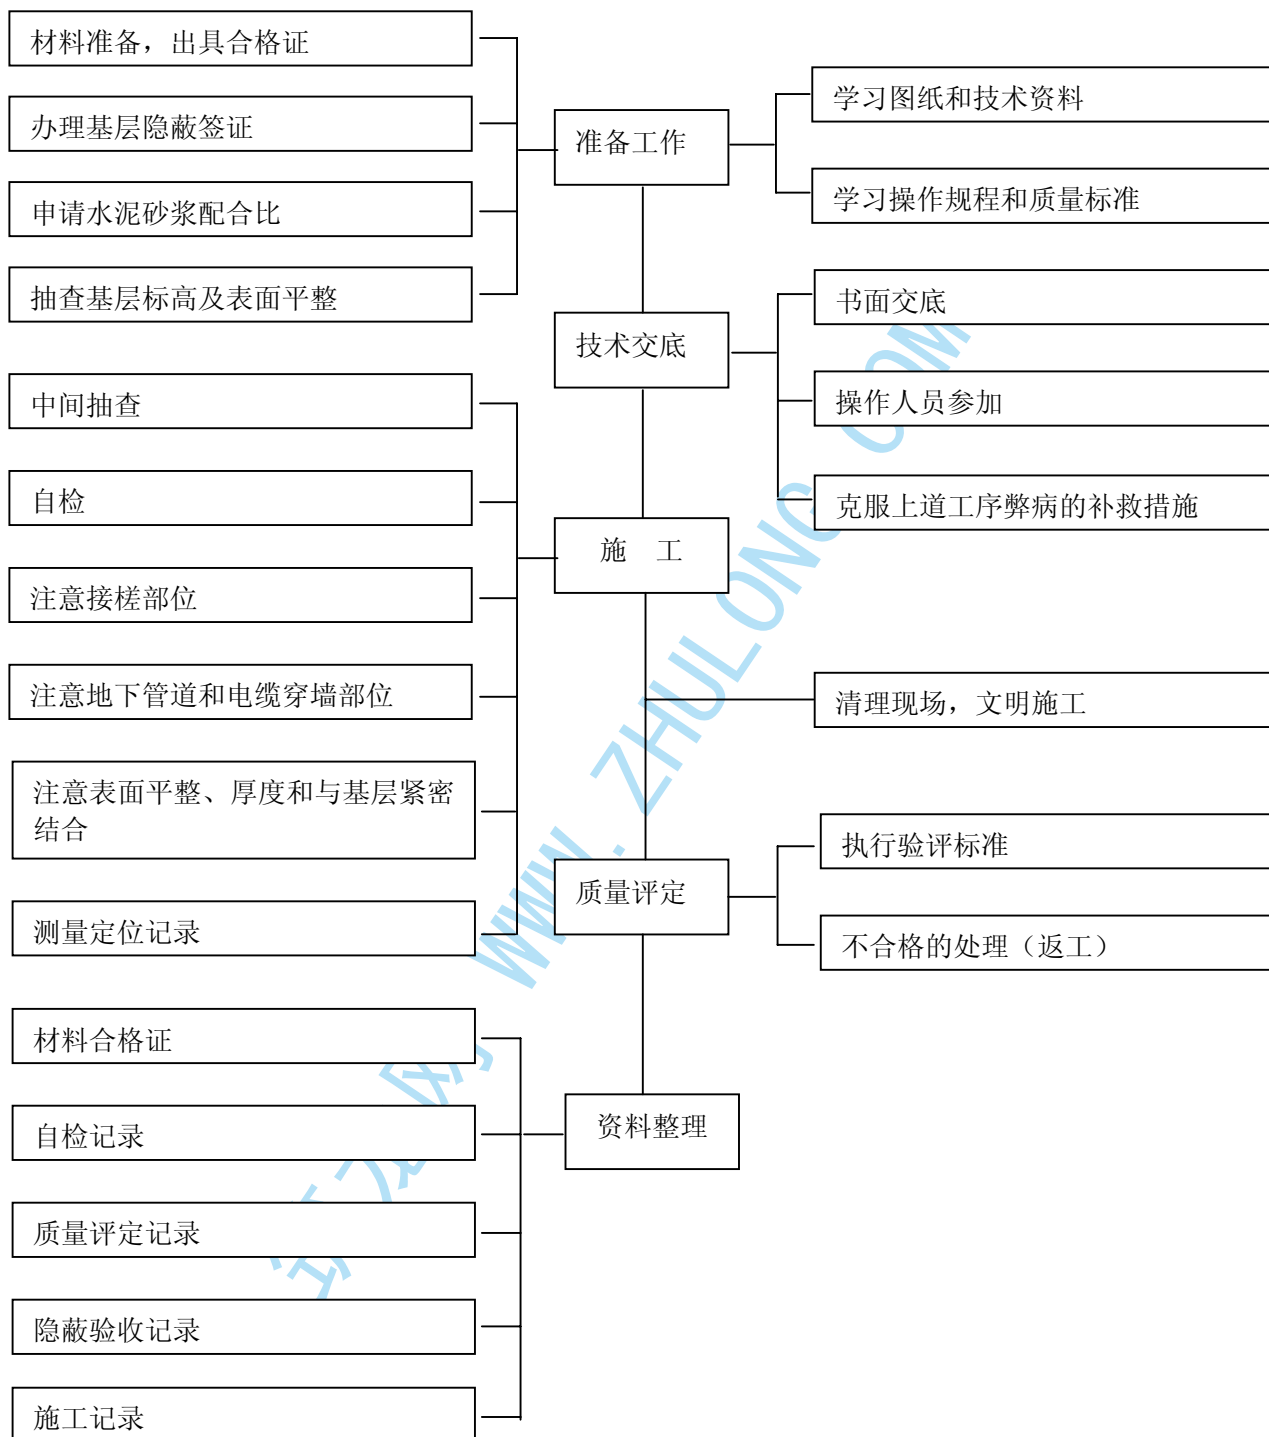 材料准备，出具合格证
办理基层隐蔽签证
申请水泥砂浆配合比
抽查基层标高及表面平整
准备工作
学习图纸和技术资料
学习操作规程和质量标准
技术交底
书面交底
操作人员参加
克服上道工序弊病的补救措施
中间抽查
自检
注意接槎部位
注意地下管道和电缆穿墙部位
注意表面平整、厚度和与基层紧密
结合
测量定位记录
施 工
清理现场，文明施工
质量评定
执行验评标准
不合格的处理（返工）
材料合格证
自检记录
质量评定记录
隐蔽验收记录
施工记录
资料整理
WWW.ZHULONG.COM